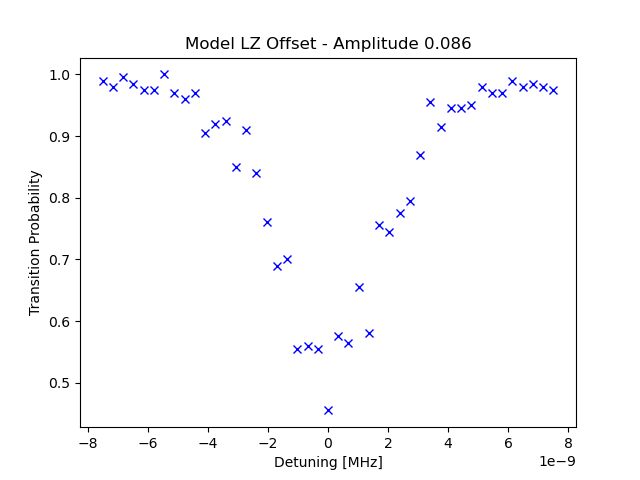 Model LZ Offset - Amplitude 0.086
1.0
0.9
0.8
0.7
0.6
0.5
Transition Probability
−8 −6 −4 −2 0 2 4 6 8
Detuning [MHz]
1e−9